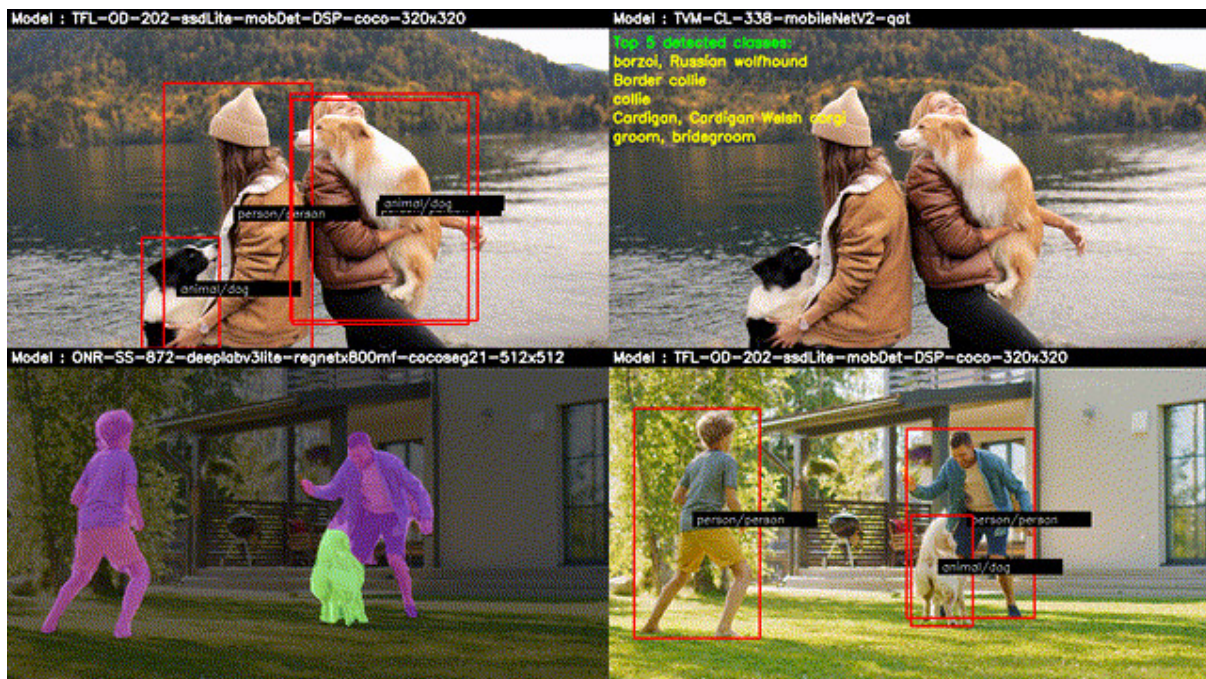 Model : TFL-OD-202-ssdLite-mobDet-DSP-coco-320x320
person/person
animal/dog
animal/dog
Model : TVM-CL-338-mobileNetV2-qat
Top 5 detected classes:
borzoi, Russian wolfhound
Border collie
collie
Cardigan, Cardigan Welsh corgi
groom, bridegroom
Model : ONR-SS-872-deeplabv3lite-regnetx800mf-cocoseg21-512x512
Model : TFL-OD-202-ssdLite-mobDet-DSP-coco-320x320
person/person
person/person
animal/dog